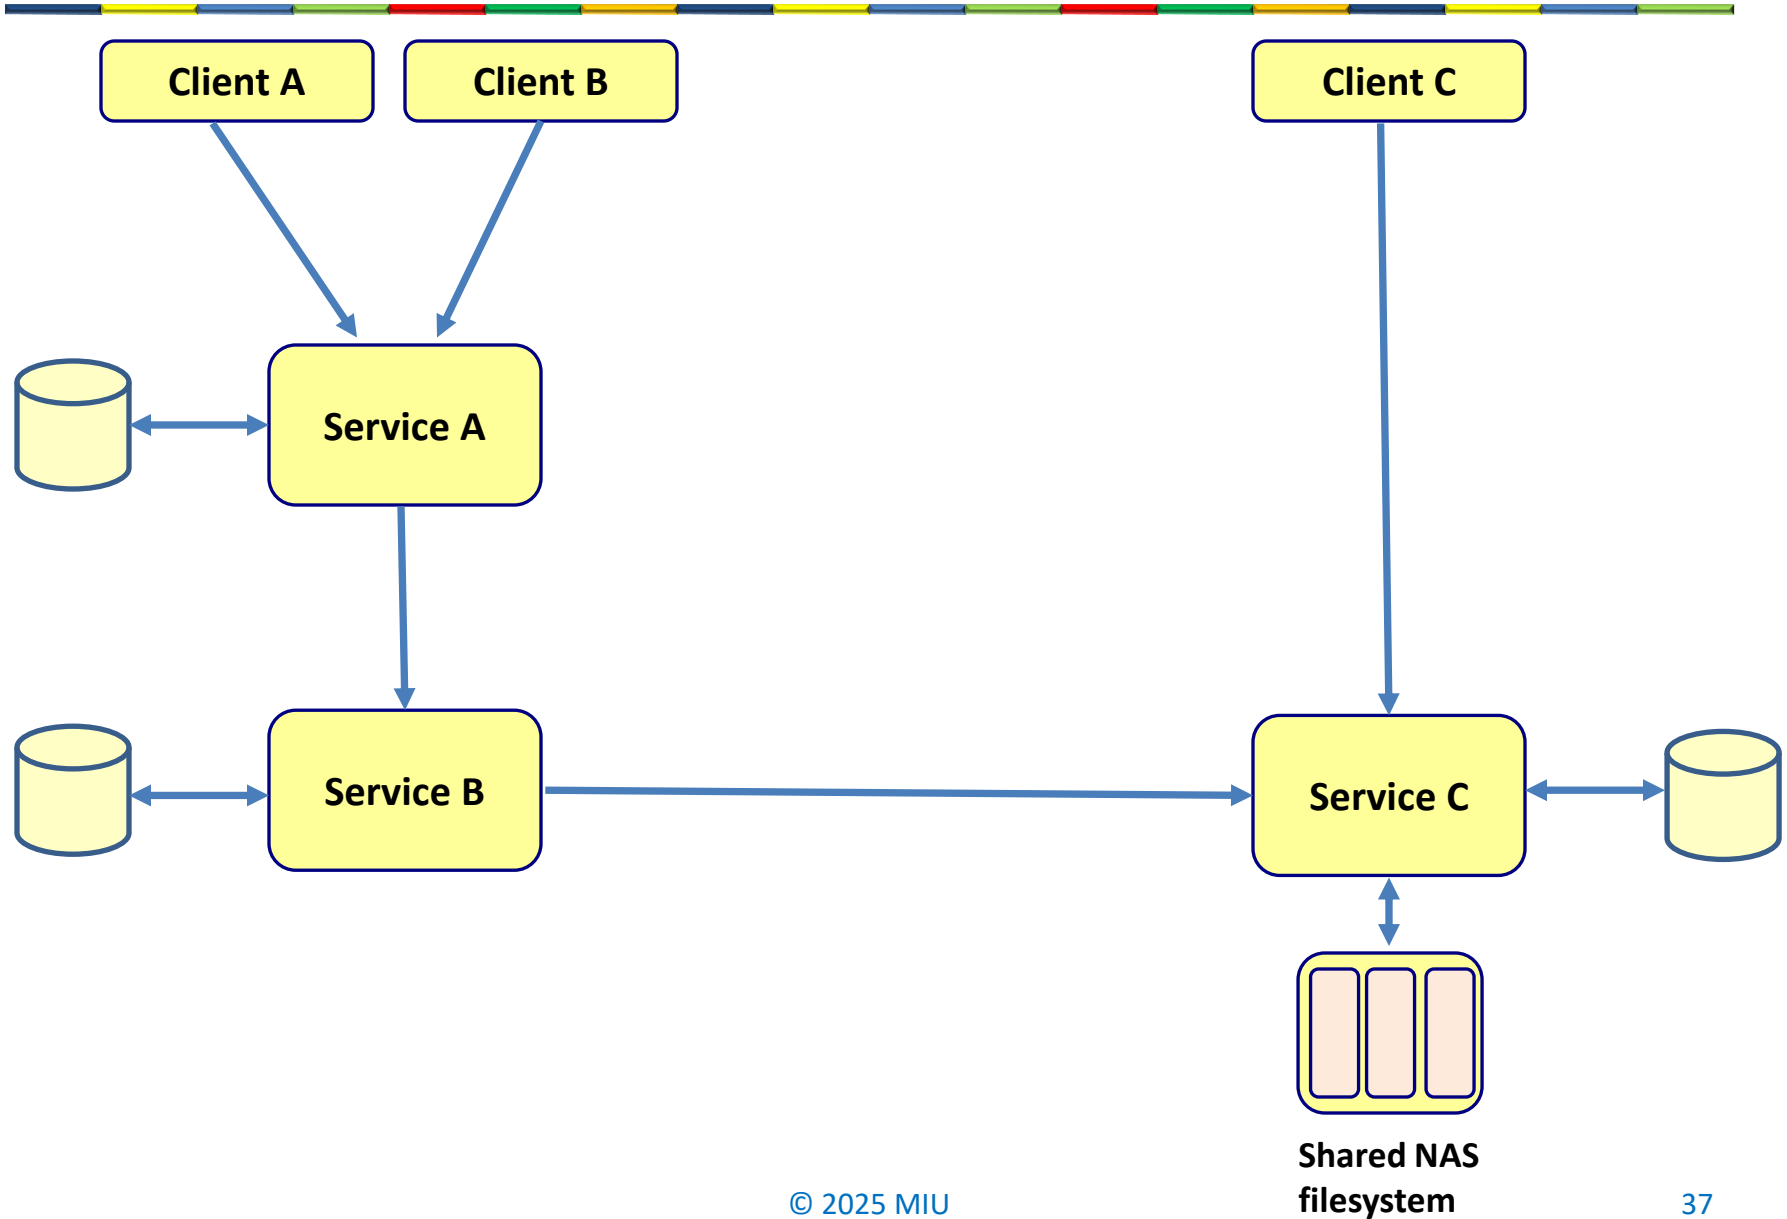 Client A
Client B
Client C
Service A
Service B
Service C
Shared NAS
filesystem
© 2025 MIU
37